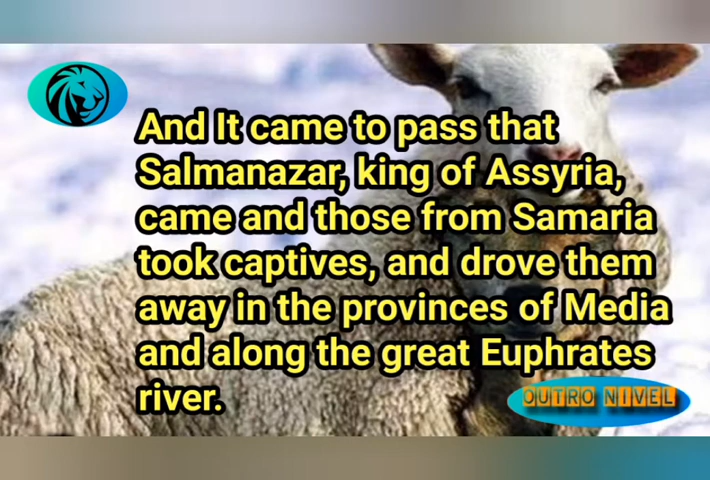 And It came to pass that
Salmanazar, king of Assyria,
came and those from Samaria
took captives, and drove them
away in the provinces of Media
and along the great Euphrates
river.
OUTRO NIVEL